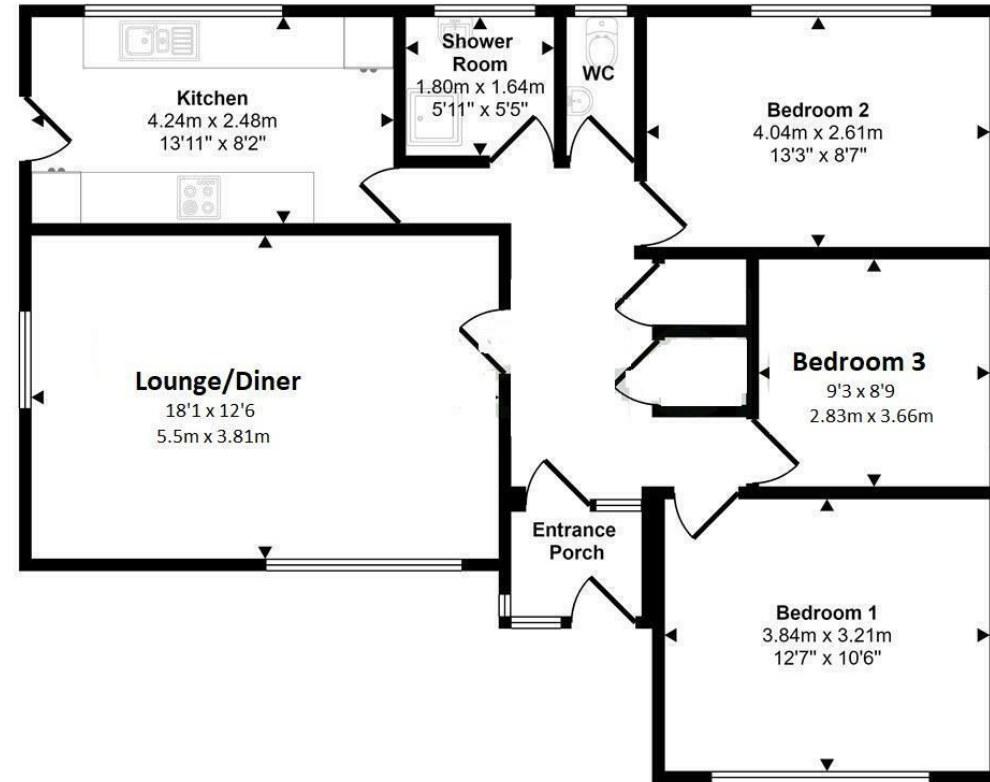 Kitchen
4.24m x 2.48m
13'11" x 8'2"
Shower
Room
1.80m x 1.64m
5'11" x 5'5"
WC
Bedroom 2
4.04m x 2.61m
13'3" x 8'7"
Lounge/Diner
18'1 x 12'6
5.5m x 3.81m
Bedroom 3
9'3 x 8'9
2.83m x 3.66m
Entrance
Porch
Bedroom 1
3.84m x 3.21m
12'7" x 10'6"